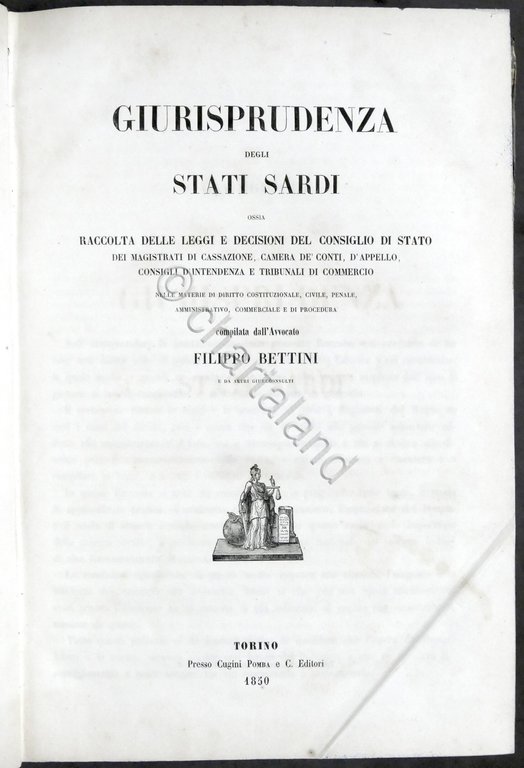 GIURISPRUDENZA
DEGLI
STATI SARDI
OSSIA
RACCOLTA DELLE LEGGI E DECISIONI DEL CONSIGLIO DI STATO
DEI MAGISTRATI DI CASSAZIONE, CAMERA DE' CONTI, D'APPELLO,
CONSIGLI D'INTENDENZA E TRIBUNALI DI COMMERCIO
NELLE MATERIE DI DIRITTO COSTITUZIONALE, CIVILE, PENALE,
AMMINISTRATIVO, COMMERCIALE E DI PROCEDURA
compilata dall'Avvocato
FILIPPO BETTINI
E DA ALTRI GIURECONSULTI
© chartaland
TORINO
Presso Cugini POMBA e C. Editori
1850